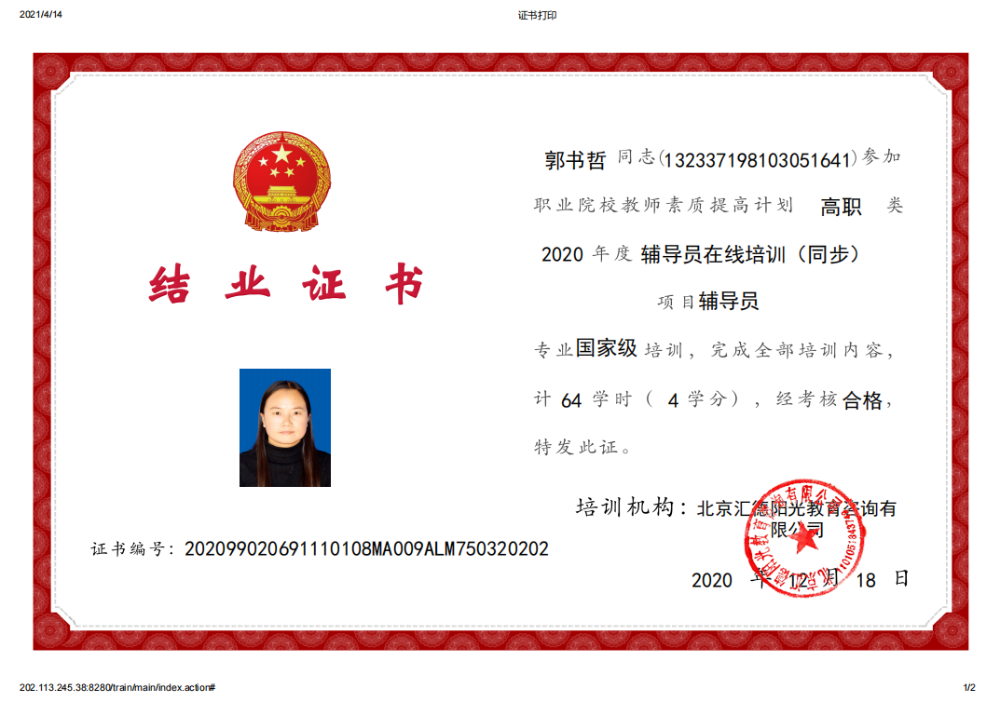 2021/4/14
证书打印
结业证书
郭书哲 同志(132337198103051641)参加
职业院校教师素质提高计划 高职 类
2020 年度 辅导员在线培训（同步）
项目辅导员
专业国家级 培训，完成全部培训内容，
计 64 学时（ 4 学分），经考核合格，
特发此证。
培训机构：北京汇德阳光教育咨询有
限公司
证书编号：20209902069111010​8MA009ALM750320202
2020 年 12 月 18 日
202.113.245.38:8280/train/main/index.action#
1/2